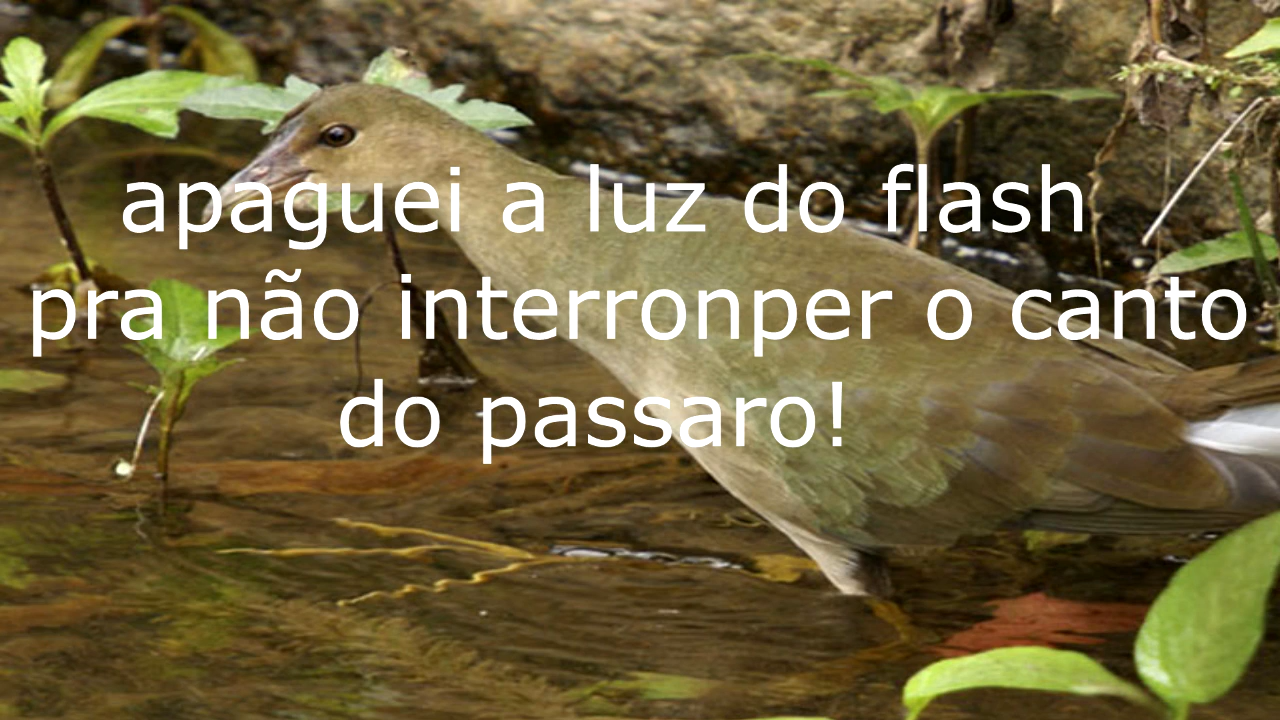 apaguei a luz do flash
pra não interronper o canto
do passaro!